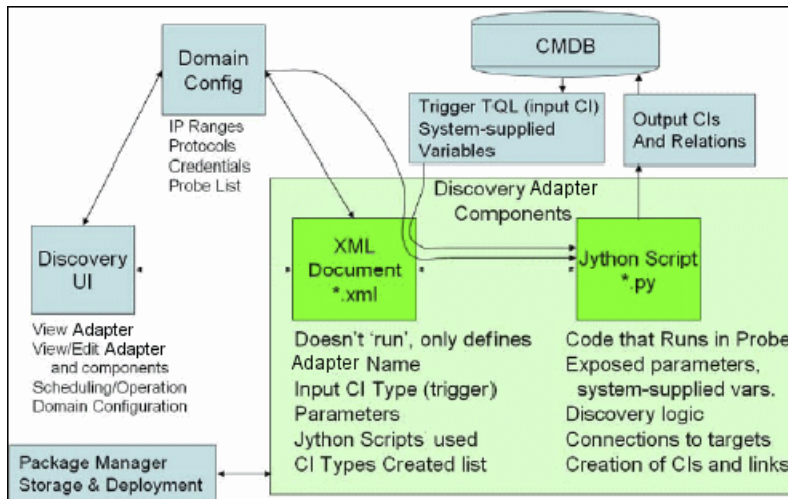 Domain
Config
IP Ranges
Protocols
Credentials
Probe List
CMDB
Trigger TQL (input CI)
System-supplied
Variables
Output CIs
And Relations
Discovery Adapter
Components
Discovery
UI
View Adapter
View/Edit Adapter
and components
Scheduling/Operation
Domain Configuration
XML
Document
*.xml
Doesn't 'run', only defines
Adapter Name
Input CI Type (trigger)
Parameters
Jython Scripts used
CI Types Created list
Jython Script
*.py
Code that Runs in Probe
Exposed parameters,
system-supplied vars.
Discovery logic
Connections to targets
Creation of CIs and links
Package Manager
Storage & Deployment